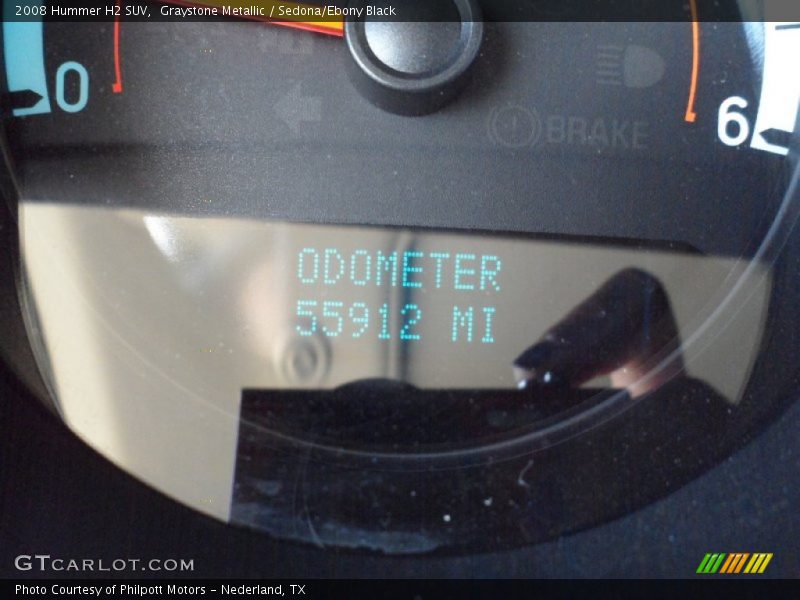 2008 Hummer H2 SUV,  Graystone Metallic / Sedona/Ebony Black
0
6
BRAKE
ODOMETER
55912 MI
GTCARLOT.COM
Photo Courtesy of Philpott Motors - Nederland, TX